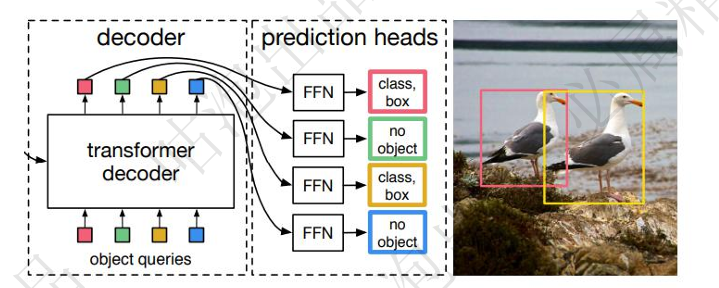 decoder
prediction heads
transformer
decoder
object queries
FFN
class,
box
FFN
no
object
FFN
class,
box
FFN
no
object